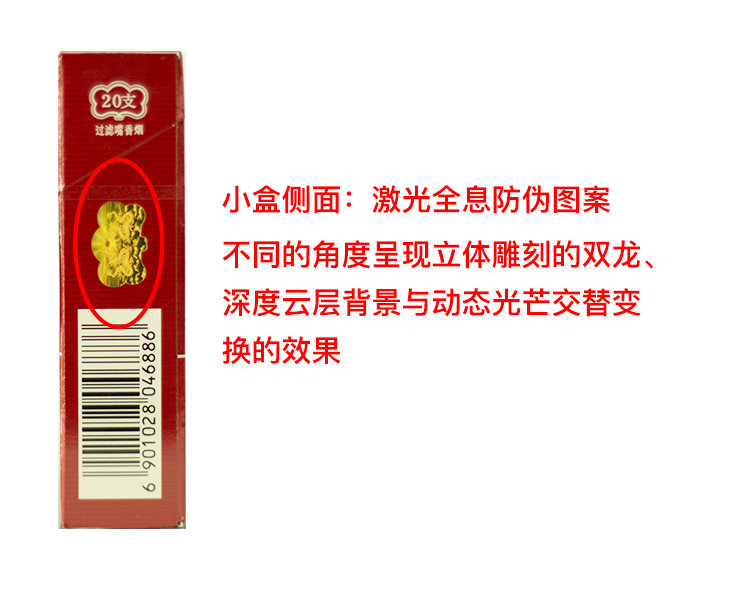 20支
过滤嘴香烟
小盒侧面：激光全息防伪图案
不同的角度呈现立体雕刻的双龙、
深度云层背景与动态光芒交替变
换的效果
6 901028 046886